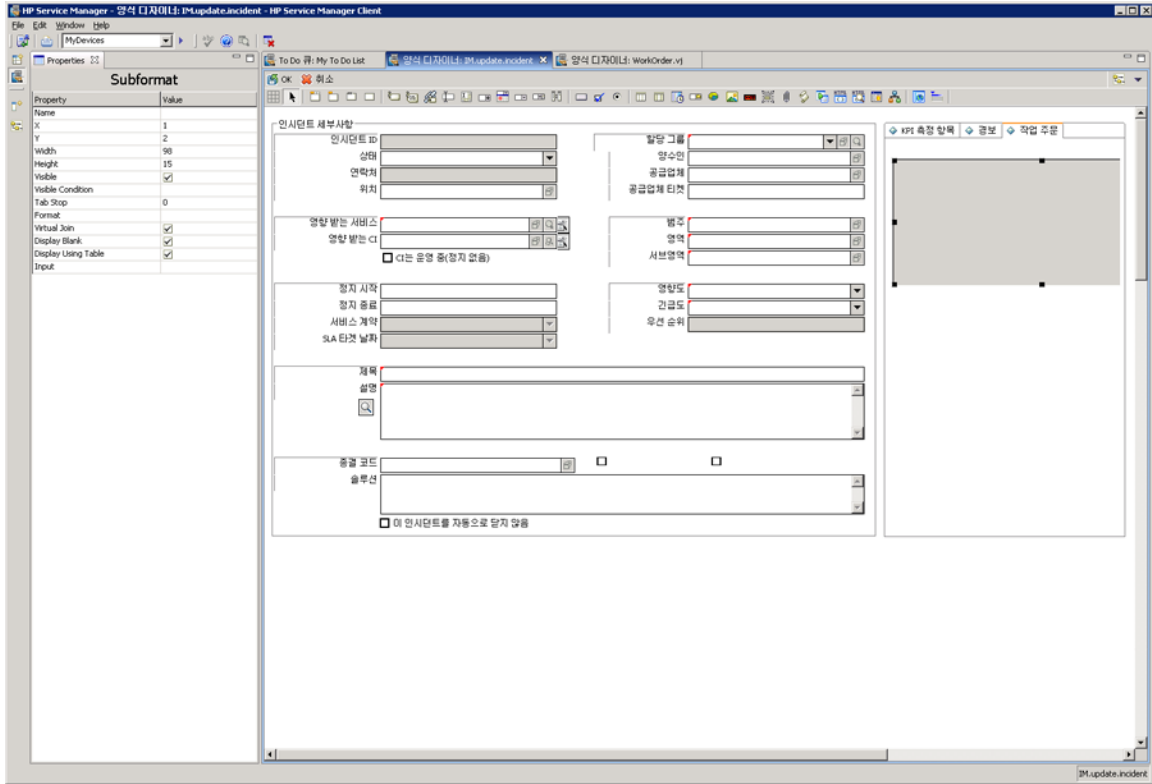 HP Service Manager - 양식 디자이너: IM.update.incident - HP Service Manager Client
File Edit Window Help
MyDevices
Properties
To Do 큐: My To Do List
양식 디자이너: IM.update.incident
양식 디자이너: WorkOrder.vj
Subformat
OK 취소
Property Value
Name
X 1
Y 2
Width 98
Height 15
Visible
Visible Condition
Tab Stop 0
Format
Virtual Join
Display Blank
Display Using Table
Input
인시던트 세부사항
인시던트 ID
할당 그룹
상태
양수인
연락처
공급업체
위치
공급업체 티켓
영향 받는 서비스
범주
영향 받는 CI
영역
CI는 운영 중(정지 없음)
서브영역
정지 시작
영향도
정지 종료
긴급도
서비스 계약
우선 순위
SLA 타겟 날짜
제목
설명
종결 코드
솔루션
이 인시던트를 자동으로 닫지 않음
KPI 측정 항목
경보
작업 주문
IM.update.incident